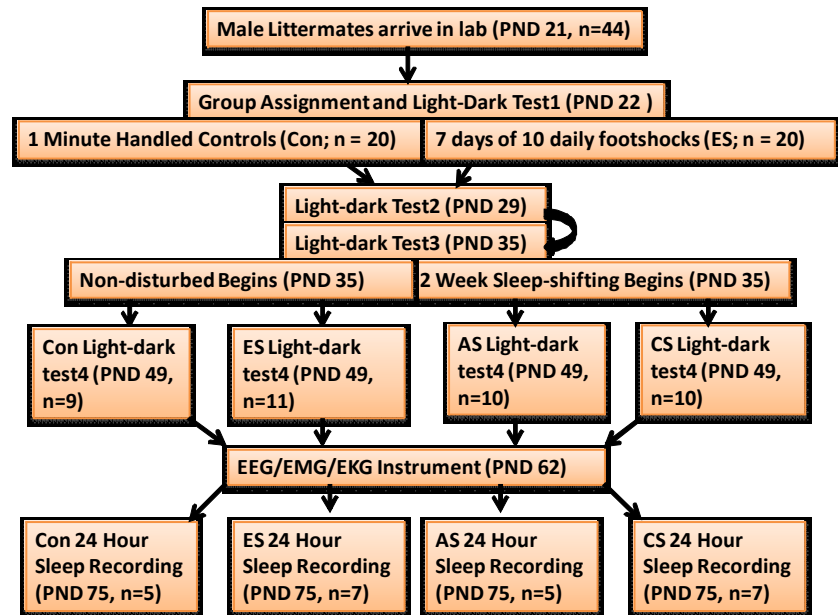 Male Littermates arrive in lab (PND 21, n=44)
Group Assignment and Light-Dark Test1 (PND 22 )
1 Minute Handled Controls (Con; n = 20)
7 days of 10 daily footshocks (ES; n = 20)
Light-dark Test2 (PND 29)
Light-dark Test3 (PND 35)
Non-disturbed Begins (PND 35)
2 Week Sleep-shifting Begins (PND 35)
Con Light-dark
test4 (PND 49,
n=9)
ES Light-dark
test4 (PND 49,
n=11)
AS Light-dark
test4 (PND 49,
n=10)
CS Light-dark
test4 (PND 49,
n=10)
EEG/EMG/EKG Instrument (PND 62)
Con 24 Hour
Sleep Recording
(PND 75, n=5)
ES 24 Hour
Sleep Recording
(PND 75, n=7)
AS 24 Hour
Sleep Recording
(PND 75, n=5)
CS 24 Hour
Sleep Recording
(PND 75, n=7)